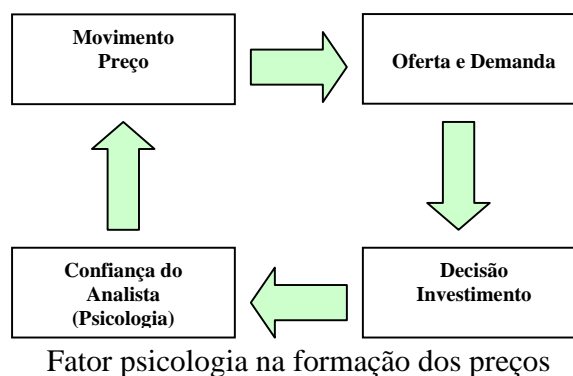 Movimento
Preço
Oferta e Demanda
Confiança do
Analista
(Psicologia)
Decisão
Investimento
Fator psicologia na formação dos preços